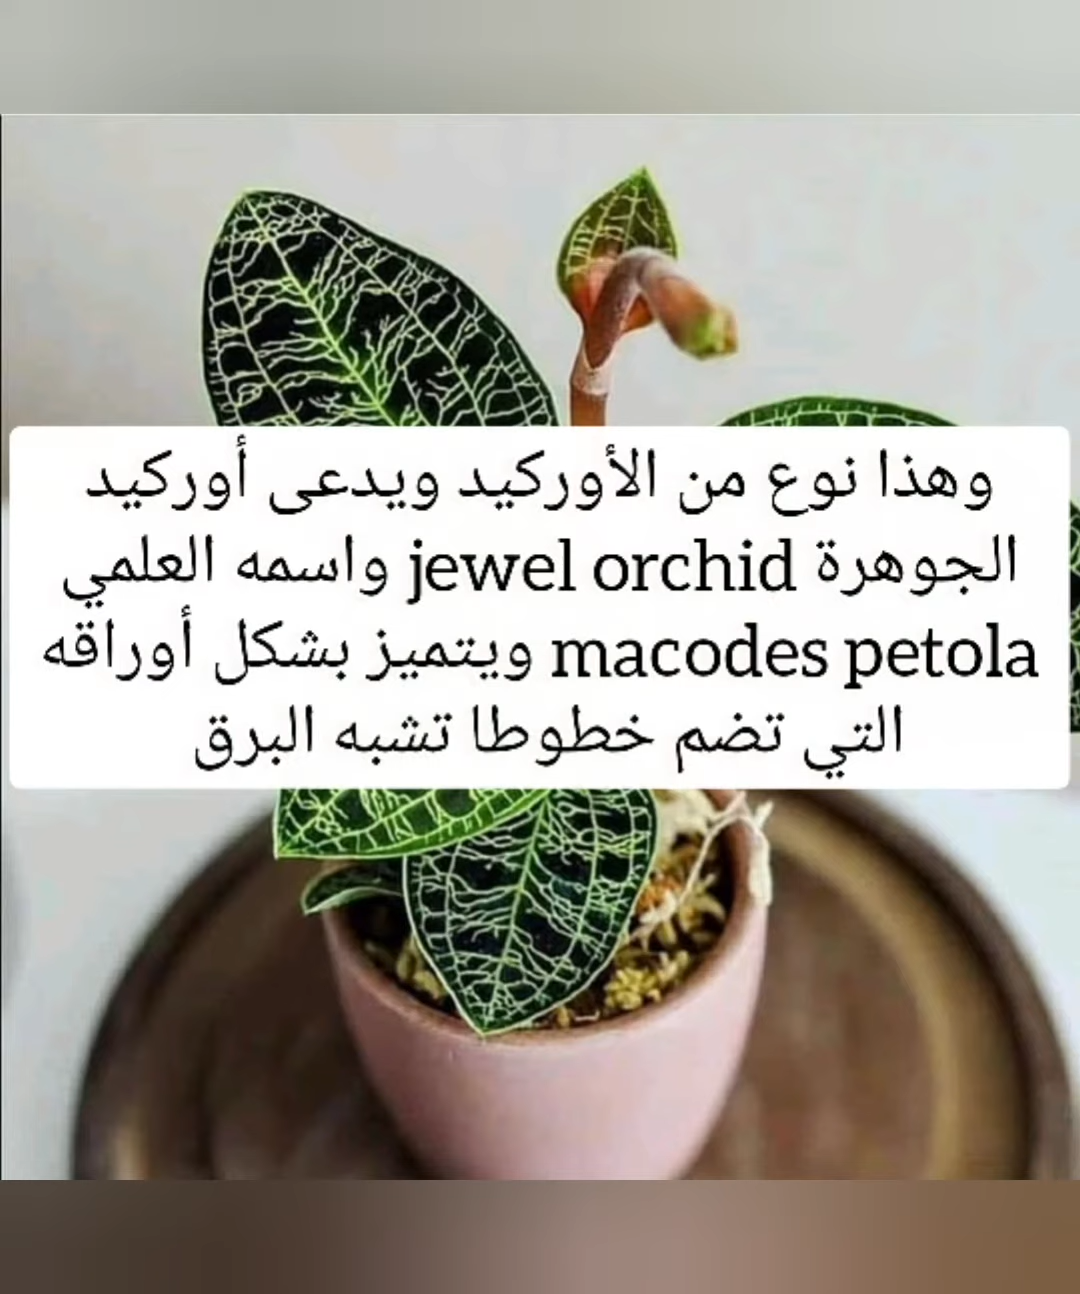 وهذا نوع من الأوركيد ويدعى أوركيد
الجوهرة jewel orchid واسمه العلمي
macodes petola ويتميز بشكل أوراقه
التي تضم خطوطا تشبه البرق